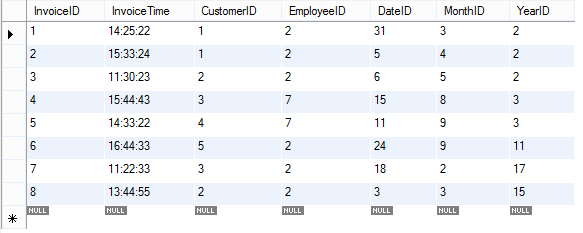 InvoiceID InvoiceTime CustomerID EmployeeID DateID MonthID YearID
1 14:25:22 1 2 31 3 2
2 15:33:24 1 2 5 4 2
3 11:30:23 2 2 6 5 2
4 15:44:43 3 7 15 8 3
5 14:33:22 4 7 11 9 3
6 16:44:33 5 2 24 9 11
7 11:22:33 3 2 18 2 17
8 13:44:55 2 2 3 3 15
NULL NULL NULL NULL NULL NULL NULL